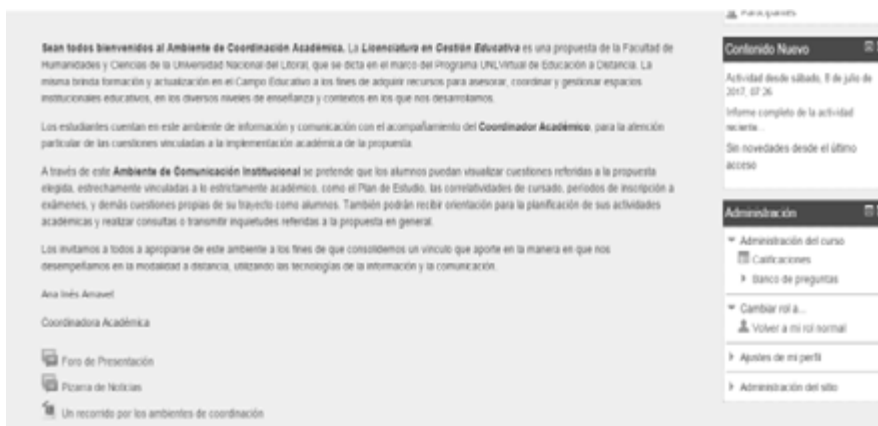 Participantes
Sean todos bienvenidos al Ambiente de Coordinación Académica. La Licenciatura en Gestión Educativa es una propuesta de la Facultad de
Humanidades y Ciencias de la Universidad Nacional del Litoral, que se dicta en el marco del Programa UNLVirtual de Educación a Distancia. La
misma brinda formación y actualización en el Campo Educativo a los fines de adquirir recursos para asesorar, coordinar y gestionar espacios
institucionales educativos, en los diversos niveles de enseñanza y contextos en los que nos desarrollamos.
Los estudiantes cuentan en este ambiente de información y comunicación con el acompañamiento del Coordinador Académico, para la atención
particular de las cuestiones vinculadas a la implementación académica de la propuesta.
A través de este Ambiente de Comunicación Institucional se pretende que los alumnos puedan visualizar cuestiones referidas a la propuesta
elegida, estrechamente vinculadas a lo estrictamente académico, como el Plan de Estudio, las correlatividades de cursado, períodos de inscripción a
exámenes, y demás cuestiones propias de su trayecto como alumnos. También podrán recibir orientación para la planificación de sus actividades
académicas y realizar consultas o transmitir inquietudes referidas a la propuesta en general.
Los invitamos a todos a apropiarse de este ambiente a los fines de que consolidemos un vínculo que aporte en la manera en que nos
desempeñamos en la modalidad a distancia, utilizando las tecnologías de la información y la comunicación.
Ana Inés
Coordinadora Académica
Foro de Presentación
Pizarra de Noticias
Un recorrido por los ambientes de coordinación
Contenido Nuevo
Actividad desde sábado, 8 de julio de
2017, 07:26
Informe completo de la actividad
reciente...
Sin novedades desde el último
acceso
Administración
Administración del curso
Calificaciones
Banco de preguntas
Cambiar rol a...
Volver a mi rol normal
Ajustes de mi perfil
Administración del sitio